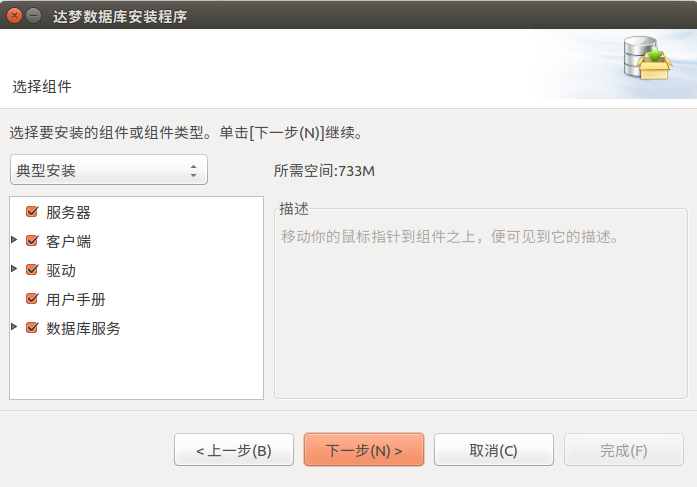 达梦数据库安装程序
选择组件
选择要安装的组件或组件类型。单击[下一步(N)]继续。
典型安装
所需空间:733M
服务器
客户端
驱动
用户手册
数据库服务
描述
移动你的鼠标指针到组件之上，便可见到它的描述。
< 上一步(B)
下一步(N) >
取消(C)
完成(F)